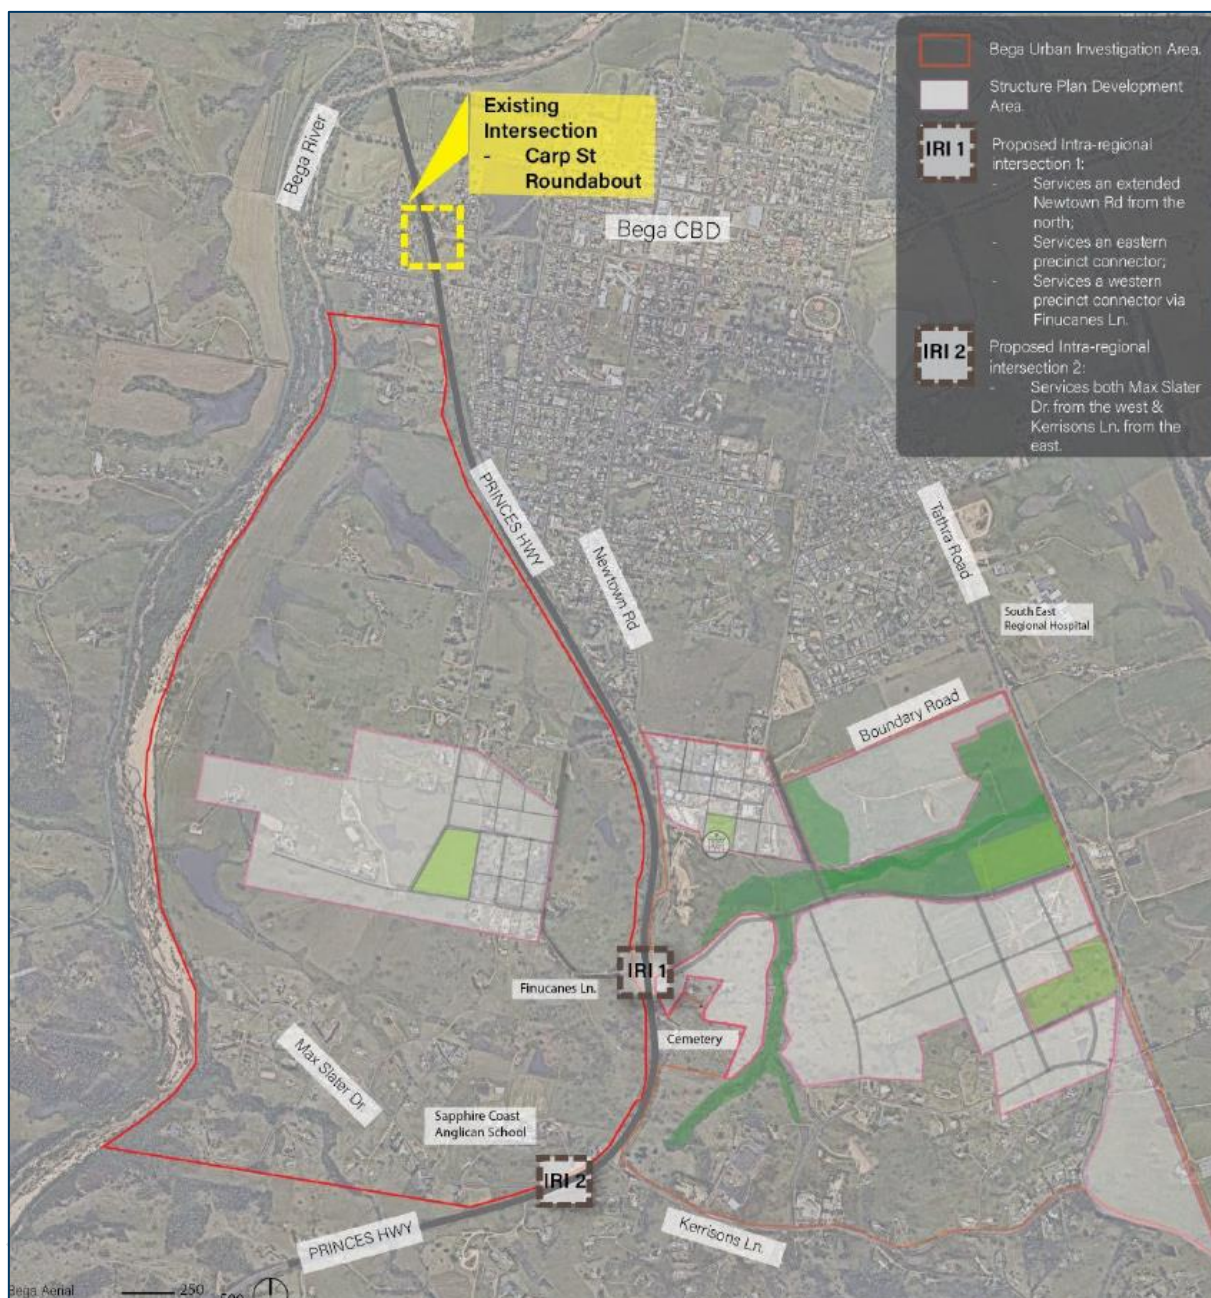 Existing
Intersection
- Carp St
Roundabout
Bega River
Bega CBD
Bega Urban Investigation Area.
Structure Plan Development
Area.
IRI 1
Proposed Intra-regional
intersection 1:
- Services an extended
Newtown Rd from the
north;
- Services an eastern
precinct connector;
- Services a western
precinct connector via
Finucanes Ln.
IRI 2
Proposed Intra-regional
intersection 2:
- Services both Max Slater
Dr. from the west &
Kerrisons Ln. from the
east.
PRINCES HWY
Newtown Rd
Tathra Road
South East
Regional Hospital
Boundary Road
IRI 1
Finucanes Ln.
Cemetery
Max Slater Dr.
Sapphire Coast
Anglican School
IRI 2
PRINCES HWY
Kerrisons Ln.
Bega Aerial
250